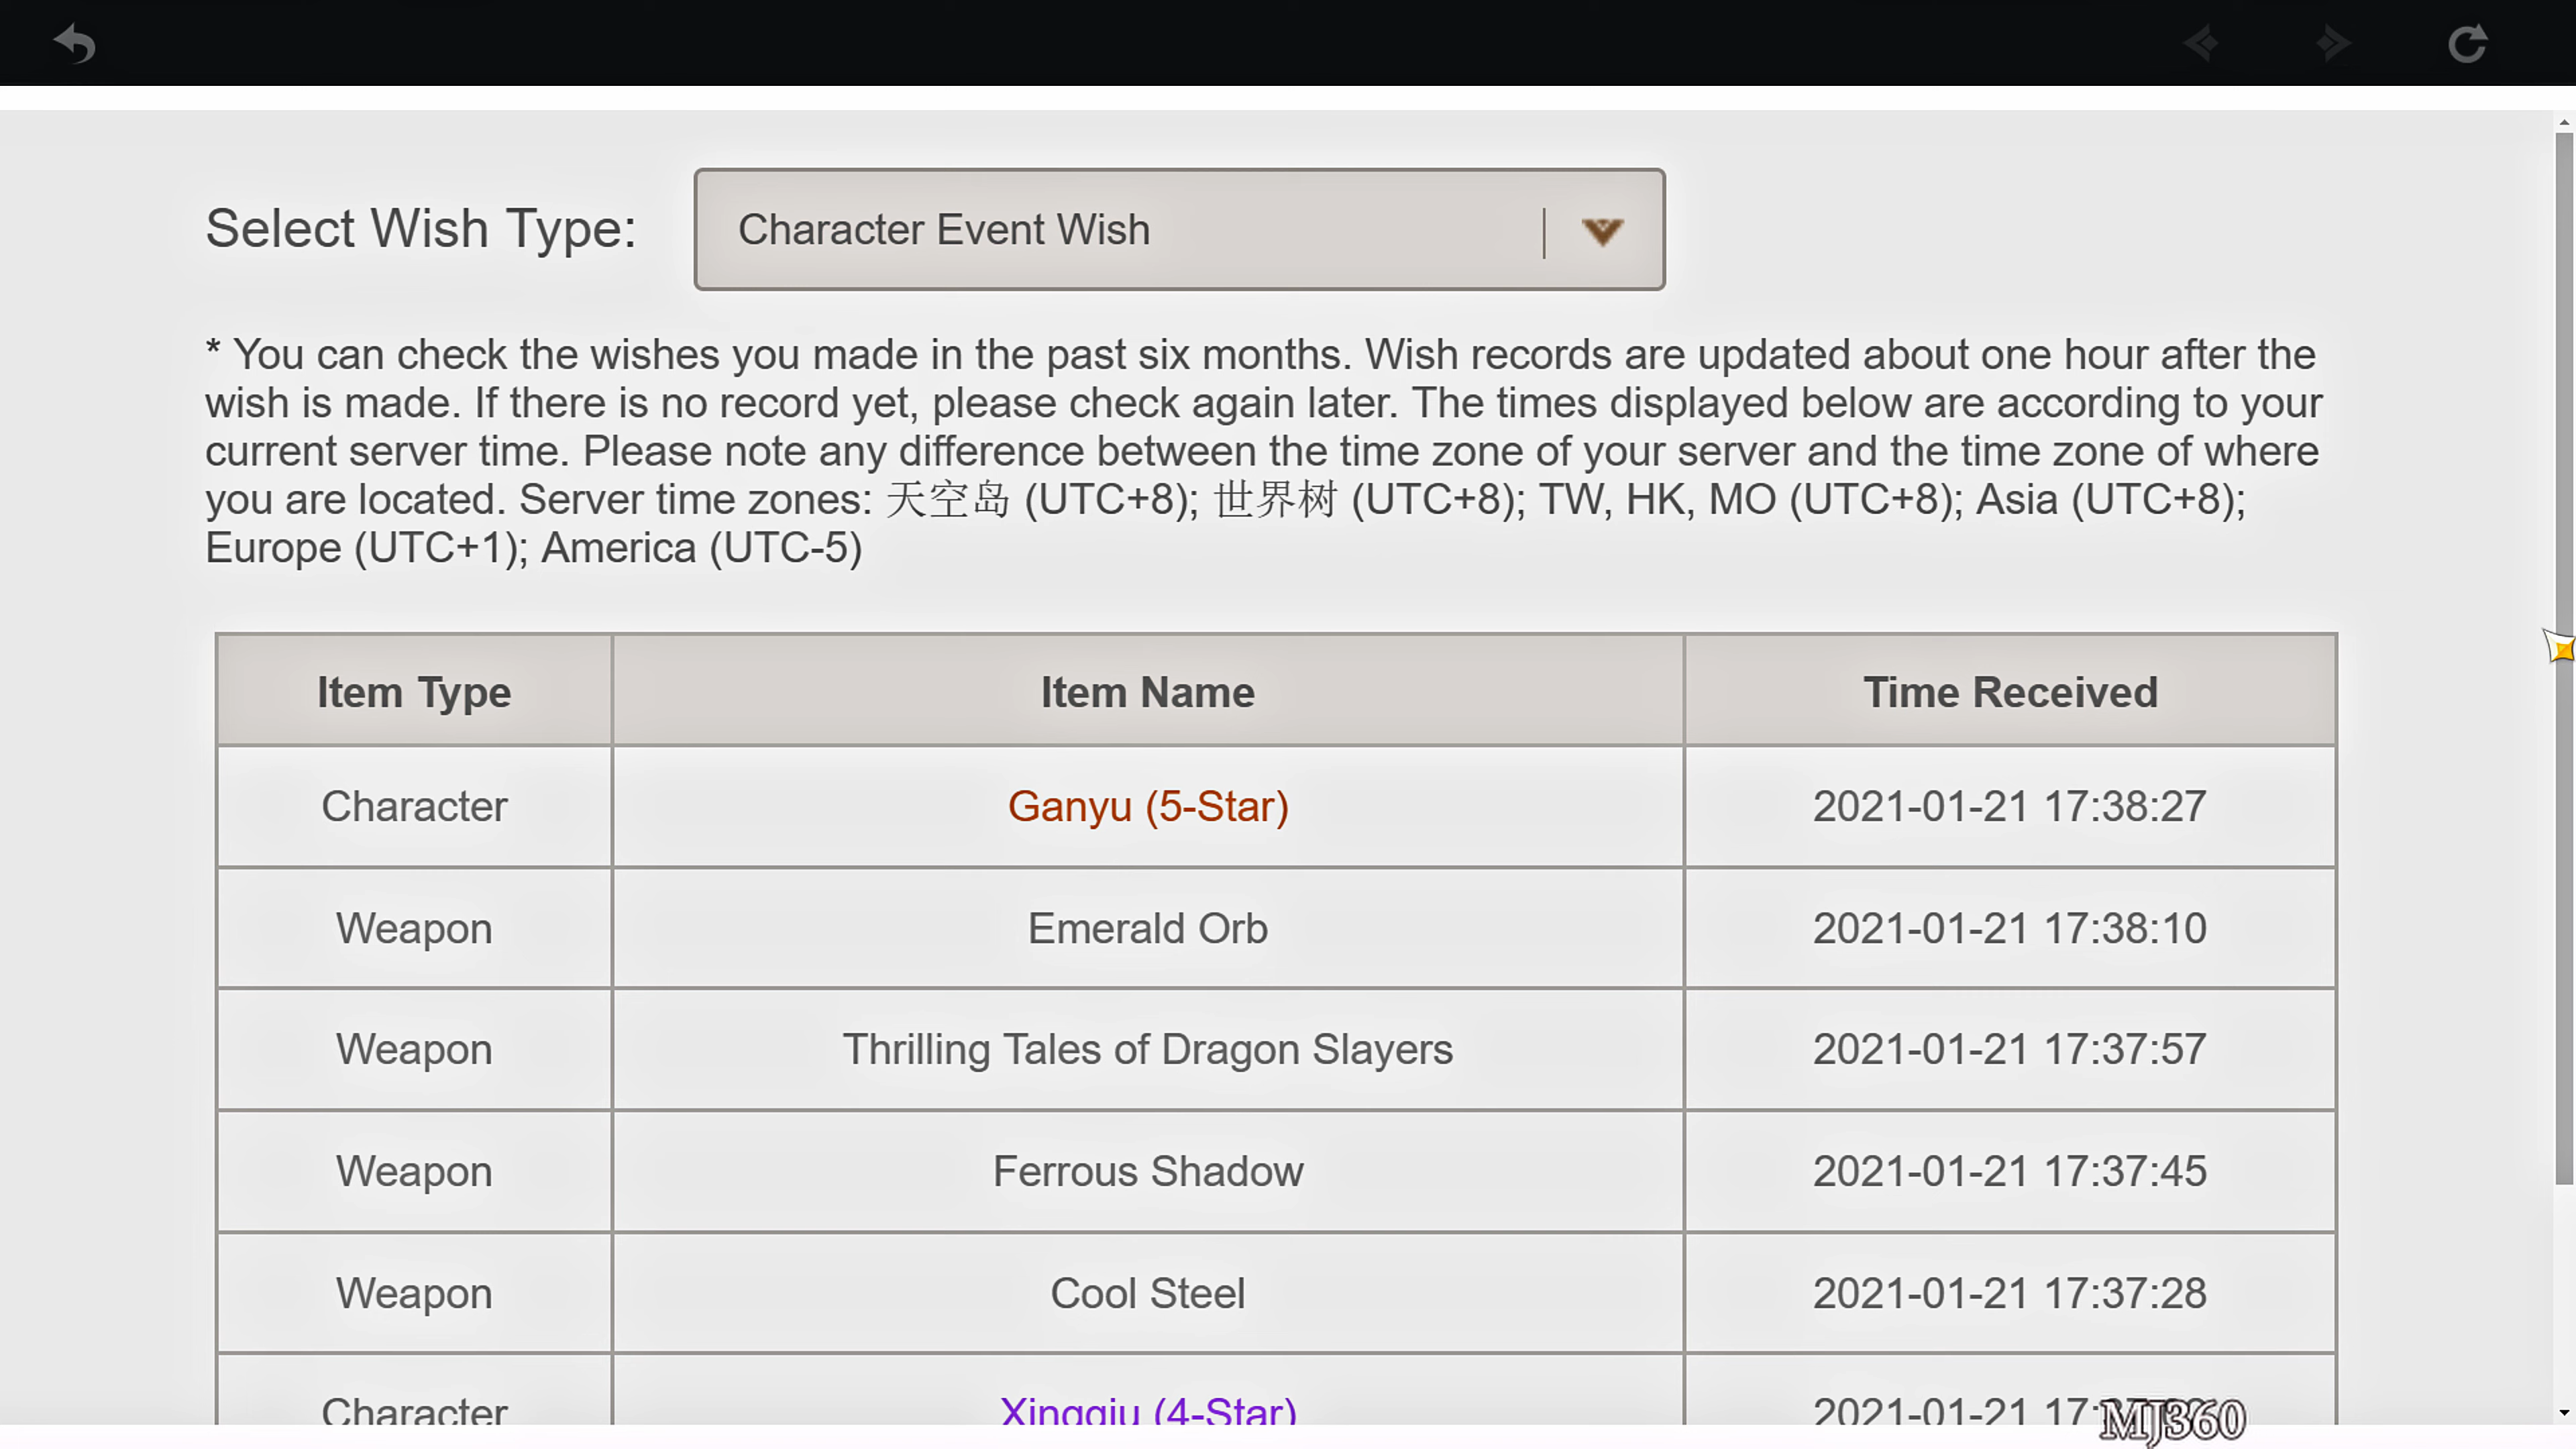 Select Wish Type: Character Event Wish
* You can check the wishes you made in the past six months. Wish records are updated about one hour after the
wish is made. If there is no record yet, please check again later. The times displayed below are according to your
current server time. Please note any difference between the time zone of your server and the time zone of where
you are located. Server time zones: 天空岛 (UTC+8); 世界树 (UTC+8); TW, HK, MO (UTC+8); Asia (UTC+8);
Europe (UTC+1); America (UTC-5)
Item Type Item Name Time Received
Character Ganyu (5-Star) 2021-01-21 17:38:27
Weapon Emerald Orb 2021-01-21 17:38:10
Weapon Thrilling Tales of Dragon Slayers 2021-01-21 17:37:57
Weapon Ferrous Shadow 2021-01-21 17:37:45
Weapon Cool Steel 2021-01-21 17:37:28
Character Xingqiu (4-Star) 2021-01-21
MJ360